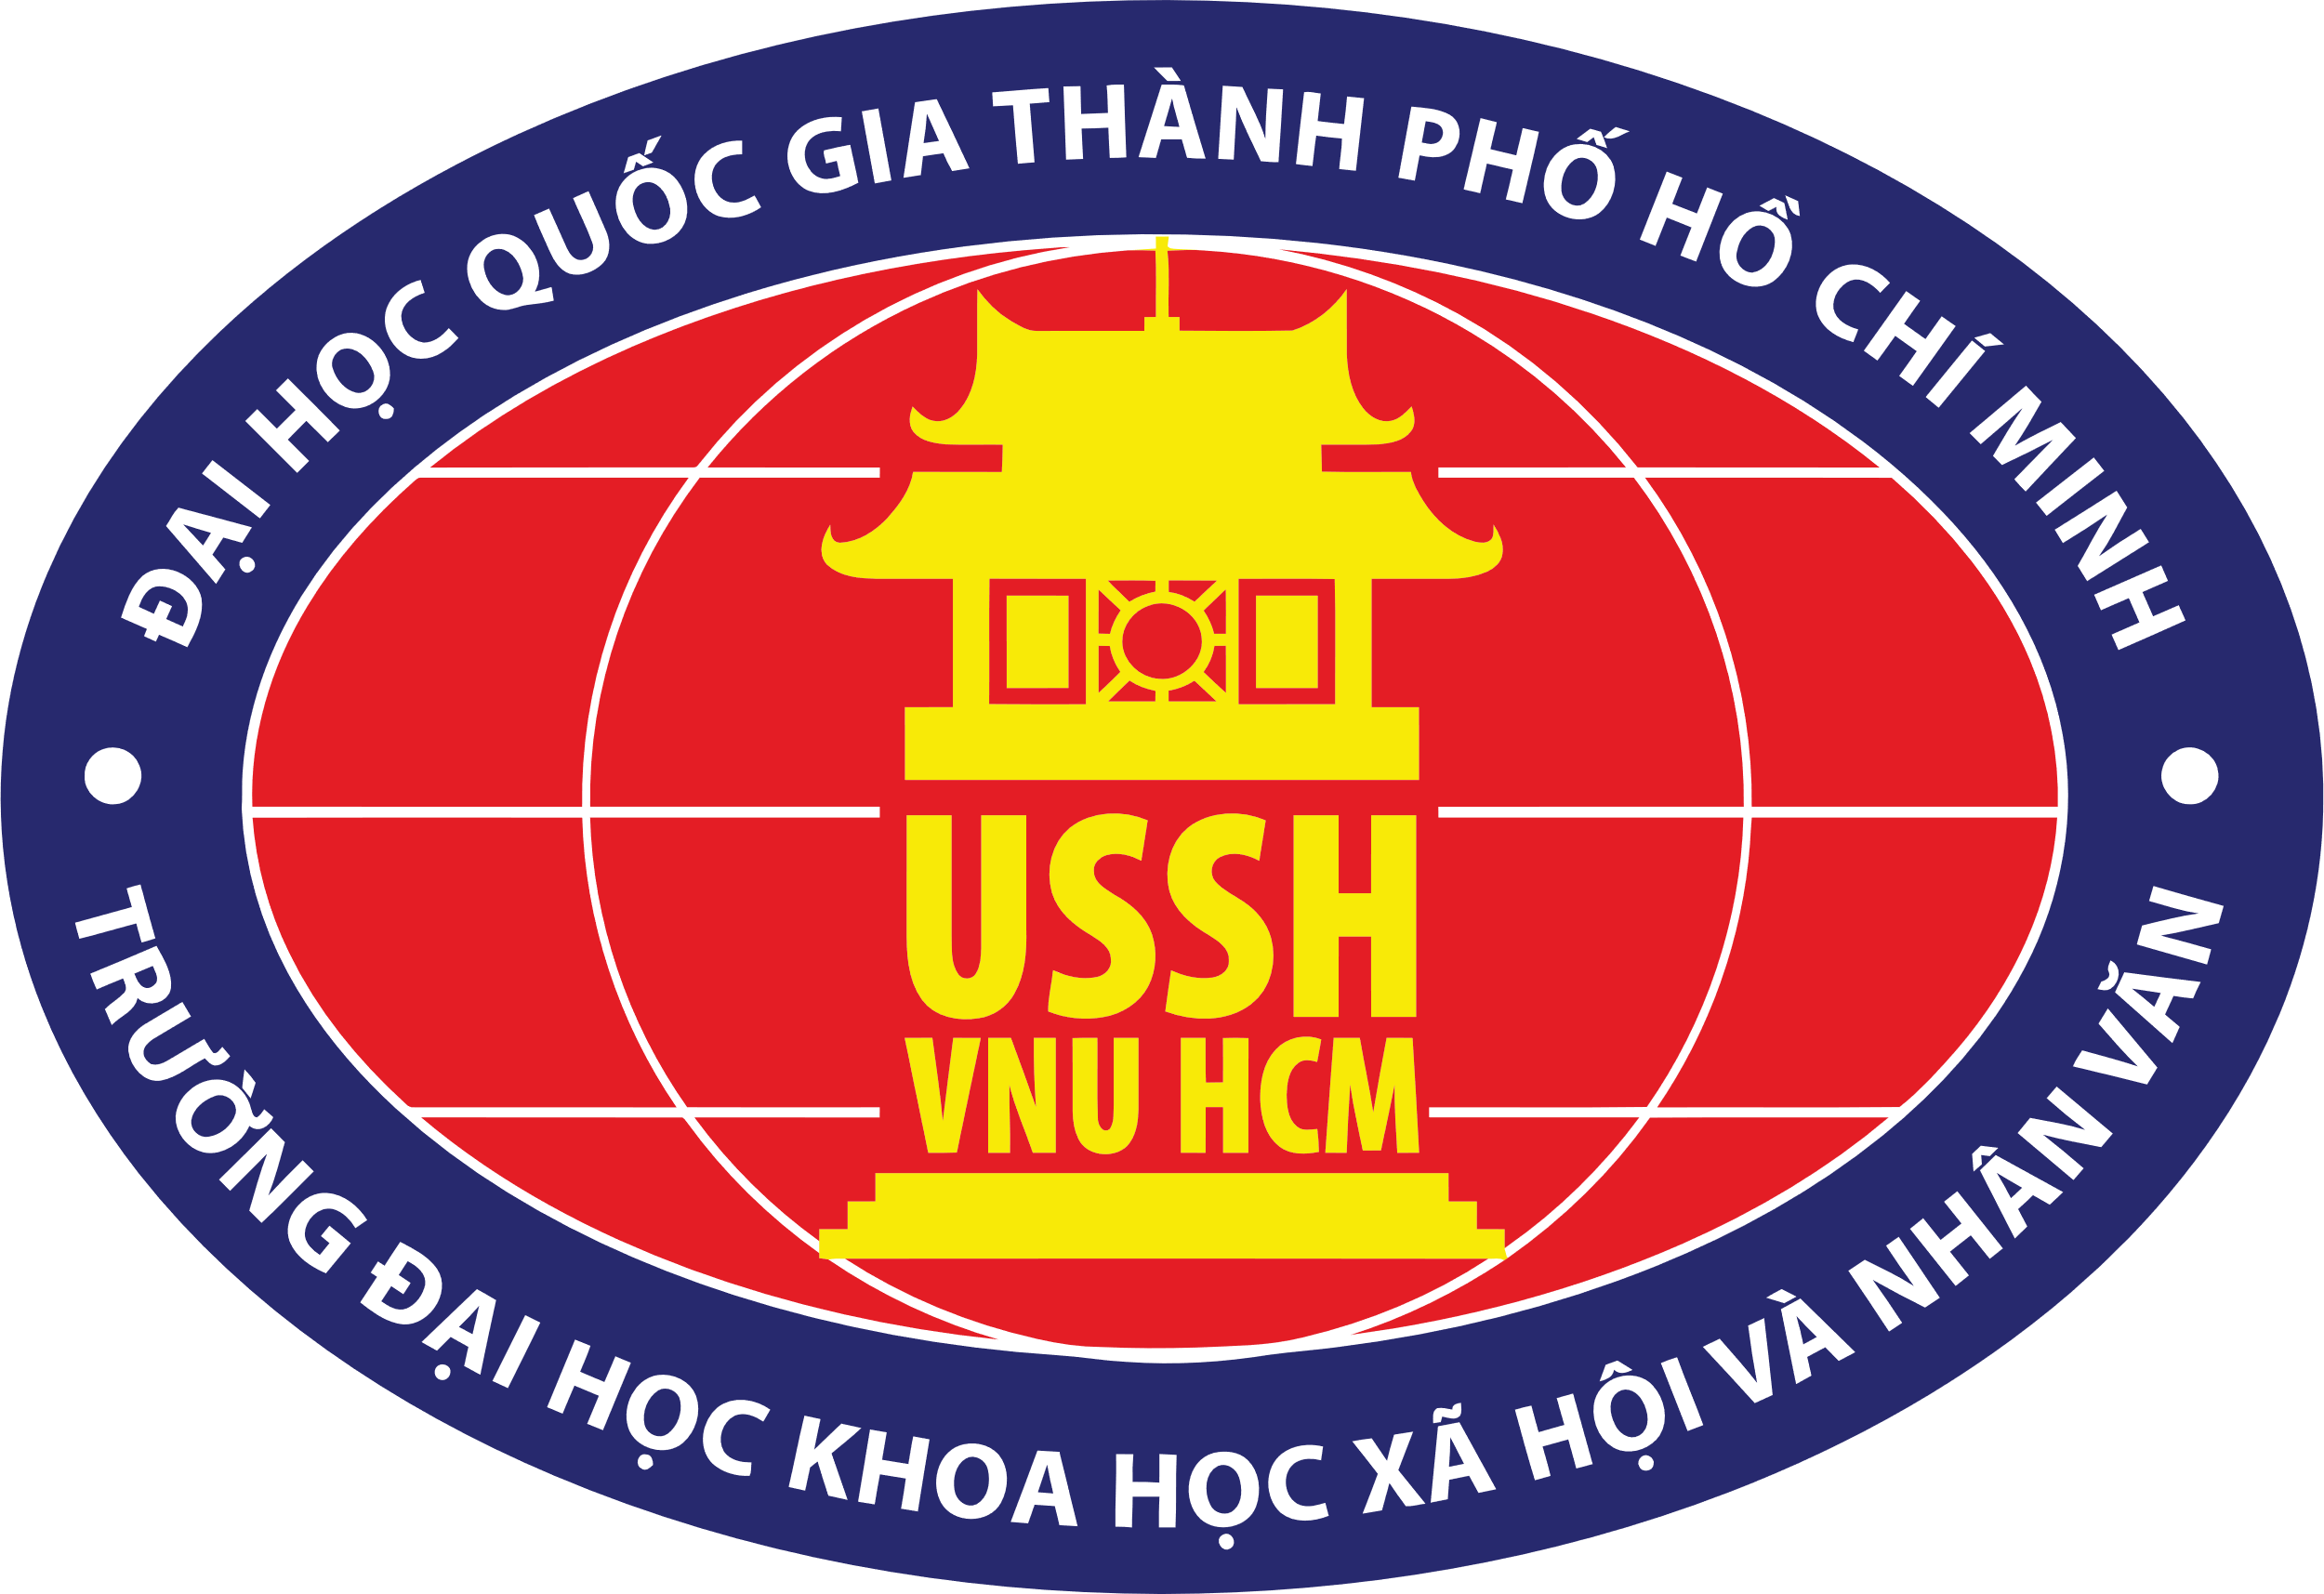 ĐẠI HỌC QUỐC GIA THÀNH PHỐ HỒ CHÍ MINH
USSH
VNU HCM
TRƯỜNG ĐẠI HỌC KHOA HỌC XÃ HỘI VÀ NHÂN VĂN